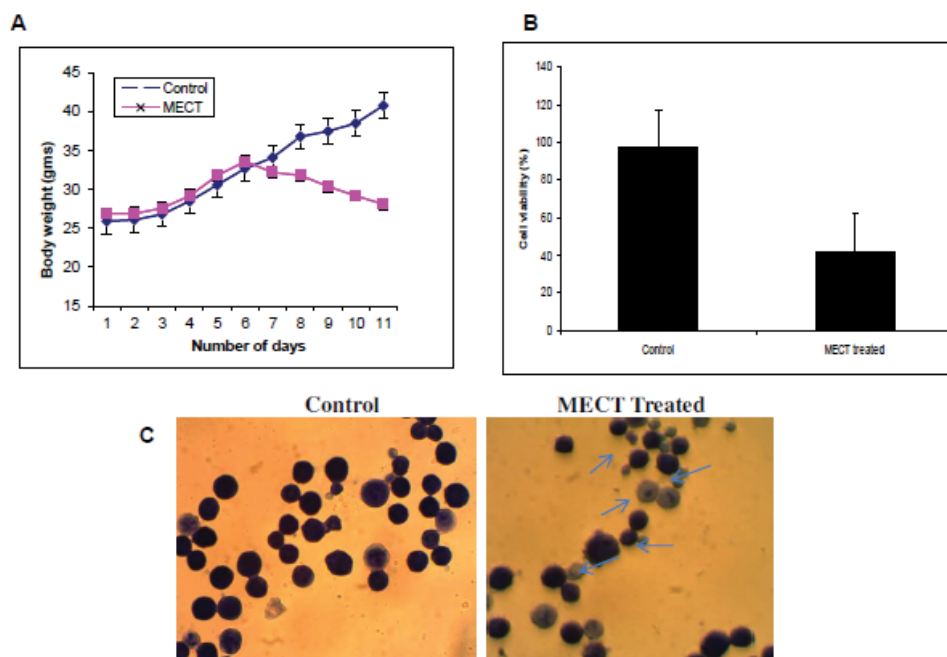 A
B
45
40
35
30
25
20
15
Body weight (gms)
Control
MECT
1 2 3 4 5 6 7 8 9 10 11
Number of days
140
120
100
80
60
40
20
0
Cell viability (%)
Control
MECT treated
C
Control
MECT Treated